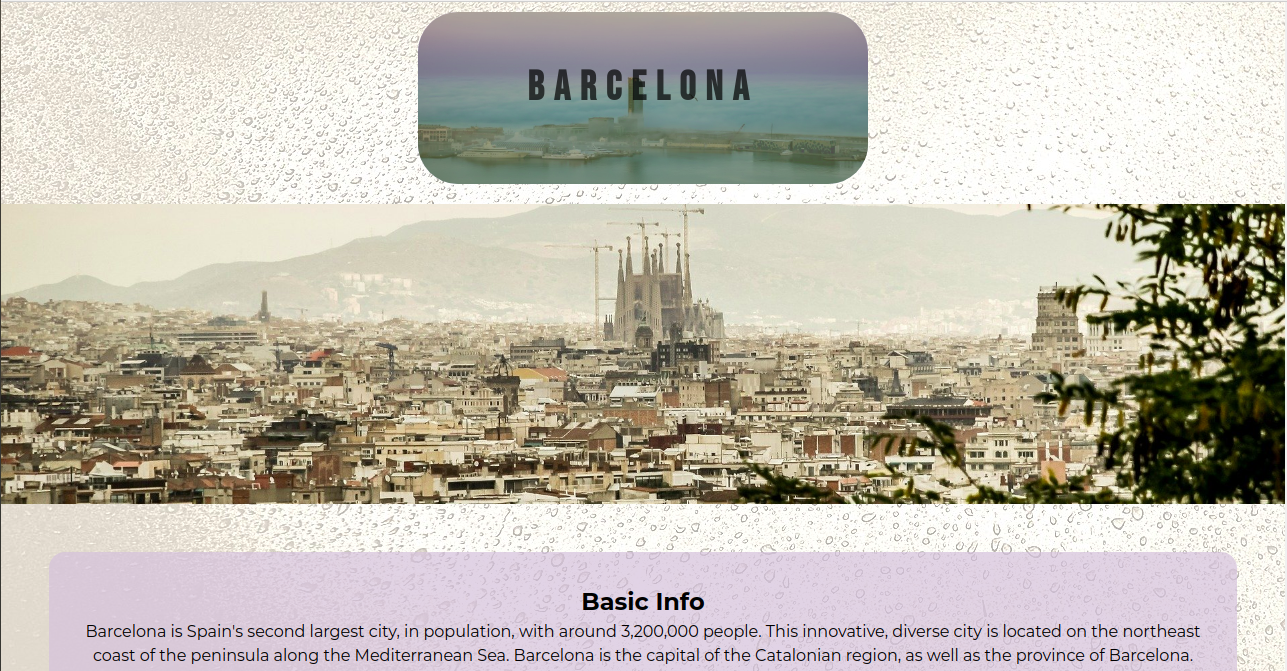 BARCELONA
Basic Info
Barcelona is Spain's second largest city, in population, with around 3,200,000 people. This innovative, diverse city is located on the northeast
coast of the peninsula along the Mediterranean Sea. Barcelona is the capital of the Catalonian region, as well as the province of Barcelona.